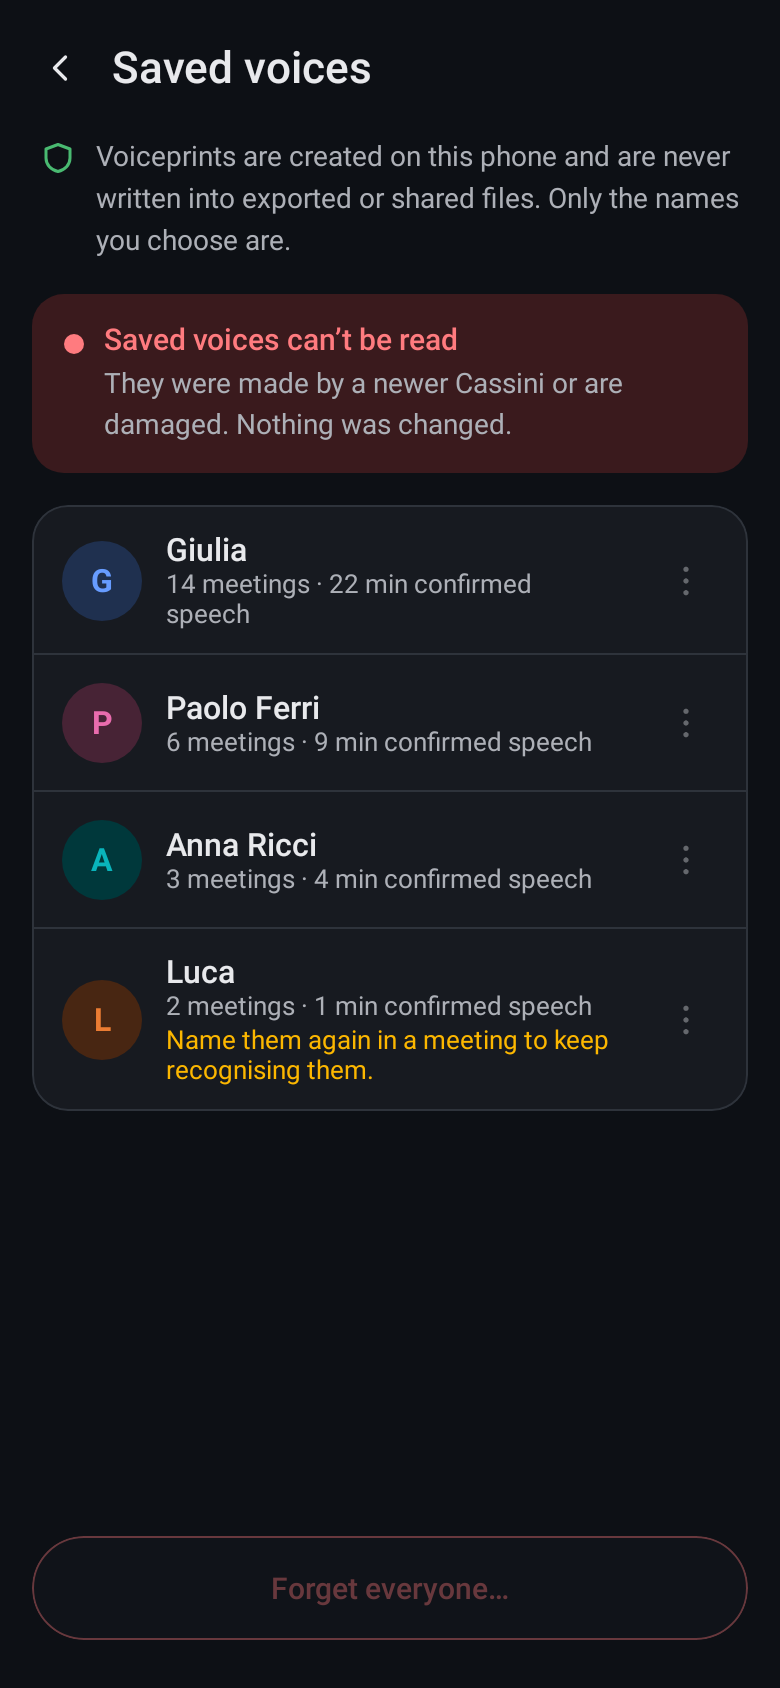 Saved voices
Voiceprints are created on this phone and are never
written into exported or shared files. Only the names
you choose are.
Saved voices can’t be read
They were made by a newer Cassini or are
damaged. Nothing was changed.
G
Giulia
14 meetings · 22 min confirmed
speech
P
Paolo Ferri
6 meetings · 9 min confirmed speech
A
Anna Ricci
3 meetings · 4 min confirmed speech
L
Luca
2 meetings · 1 min confirmed speech
Name them again in a meeting to keep
recognising them.
Forget everyone…